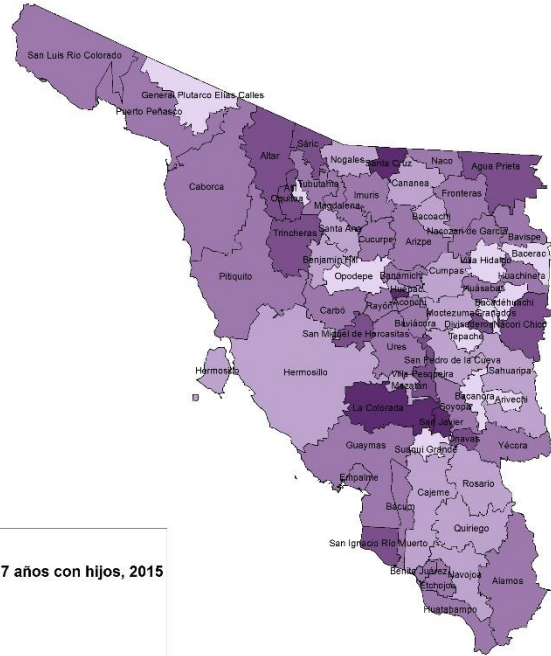 San Luis Río Colorado
General Plutarco Elías Calles
Puerto Peñasco
Sáric
Nogales
Santa Cruz
Naco
Agua Prieta
Altar
Cananea
Fronteras
Tubutama
Caborca
Oquitoa
Magdalena
Imuris
Bacoachi
Nacozari de García
Bavispe
Trincheras
Santa Ana
Cucurpe
Arizpe
Villa Hidalgo
Bacerac
Benjamín Hill
Huachinera
Pitiquito
Opodepe
Banámichi
Cumpas
Huásabas
Huépac
Bacadéhuachi
Carbó
Rayón
Aconchi
Moctezuma
Granados
San Miguel de Horcasitas
Baviácora
Divisaderos
Nácori Chico
Ures
Tepache
San Pedro de la Cueva
Hermosillo
Hermosillo
Villa Pesqueira
Sahuaripa
Mazatán
Bacanora
Arivechi
La Colorada
Soyopa
San Javier
Guaymas
Onavas
Yécora
Suaqui Grande
Empalme
Rosario
Cajeme
Bácum
Quiriego
San Ignacio Río Muerto
Benito Juárez
Navojoa
Alamos
Etchojoa
Huatabampo
7 años con hijos, 2015